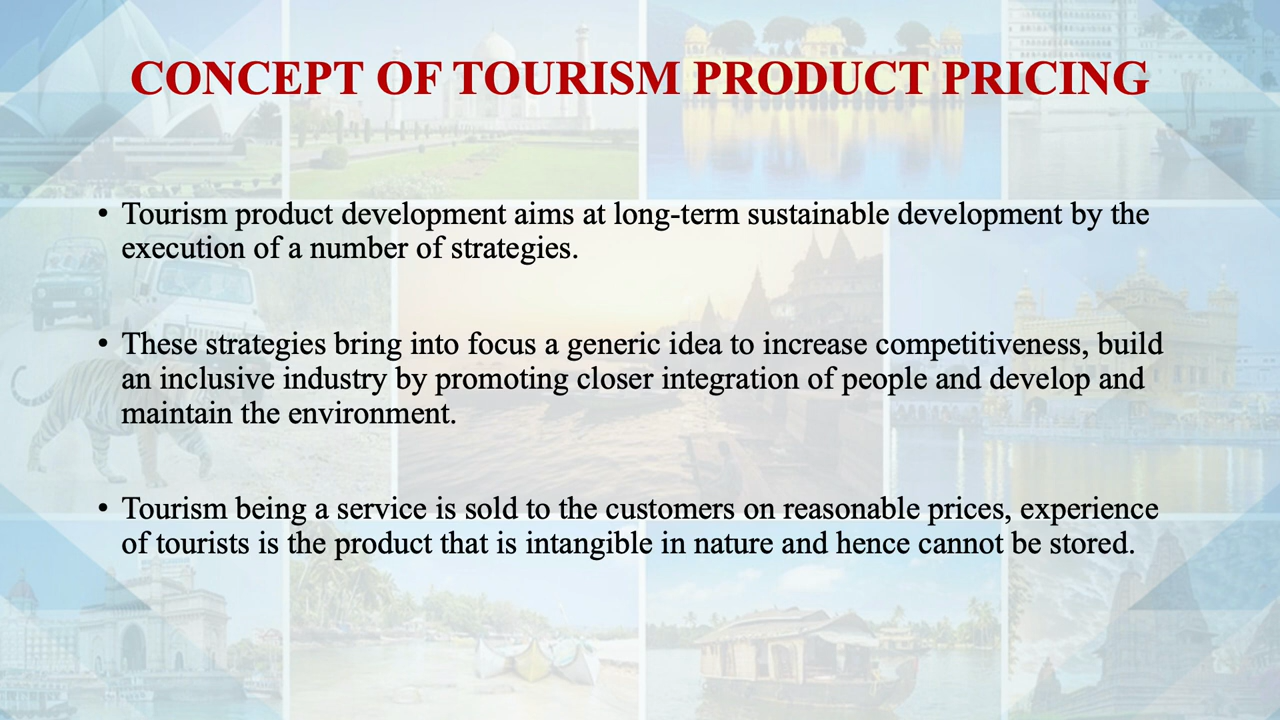 CONCEPT OF TOURISM PRODUCT PRICING
• Tourism product development aims at long-term sustainable development by the
execution of a number of strategies.
• These strategies bring into focus a generic idea to increase competitiveness, build
an inclusive industry by promoting closer integration of people and develop and
maintain the environment.
• Tourism being a service is sold to the customers on reasonable prices, experience
of tourists is the product that is intangible in nature and hence cannot be stored.